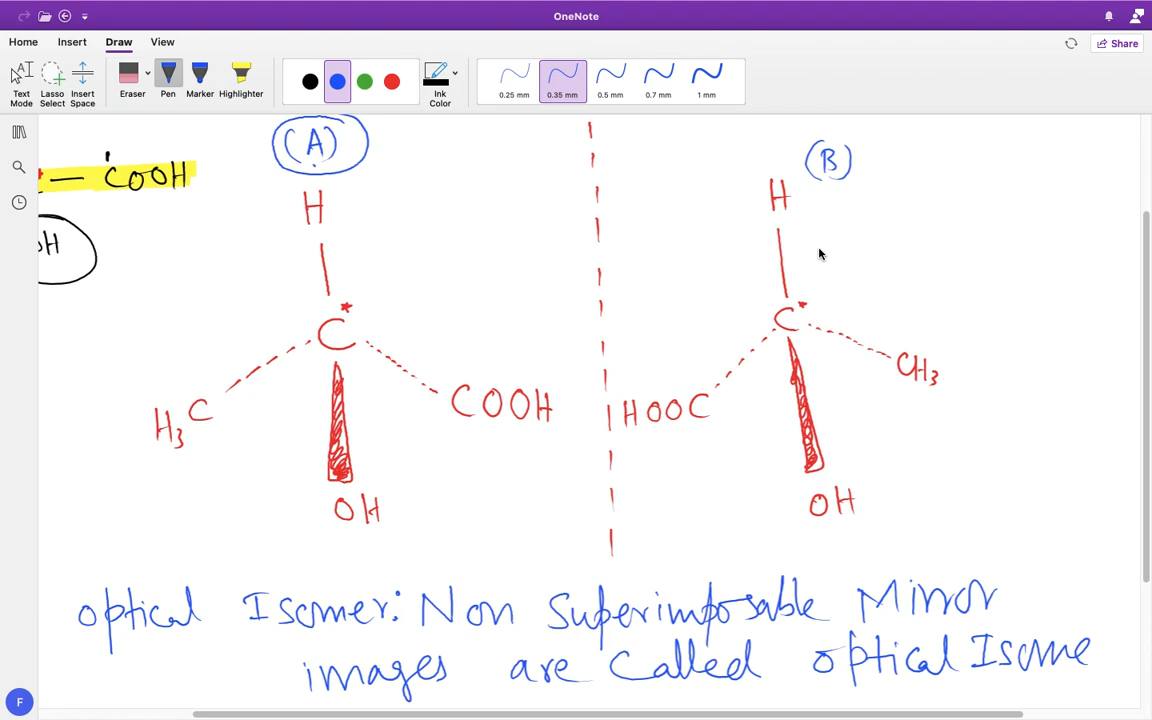 OneNote
Home Insert Draw View
Share
Text Mode
Lasso Select
Insert Space
Eraser
Pen
Marker
Highlighter
Ink Color
0.25 mm
0.35 mm
0.5 mm
0.7 mm
1 mm
(A)
(B)
— COOH
OH
H
H
C*
C*
H3C
COOH
HOOC
CH3
OH
OH
optical Isomer: Non Superimposable Mirror
images are called optical Isome
F